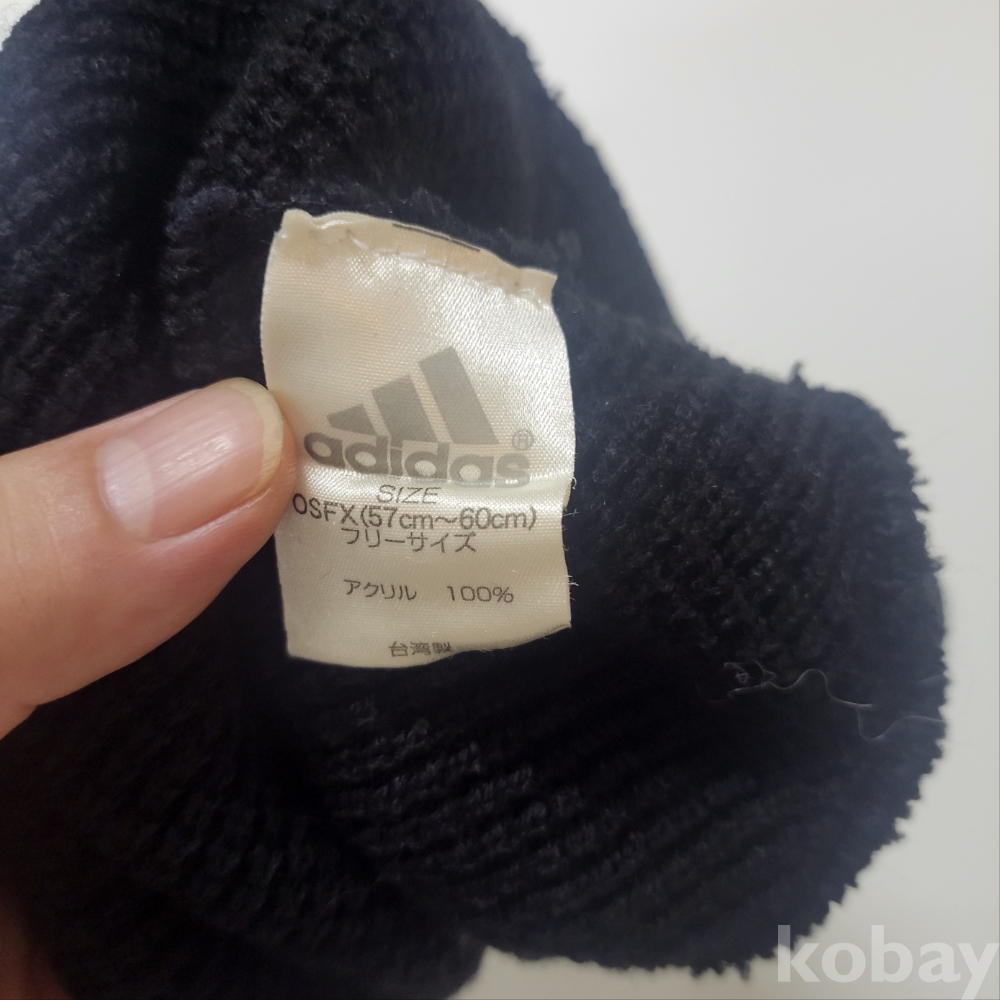 adidas®
SIZE
OSFX(57cm～60cm)
フリーサイズ
アクリル 100%
台湾製
kobay